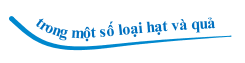 trong một số loại hạt và quả